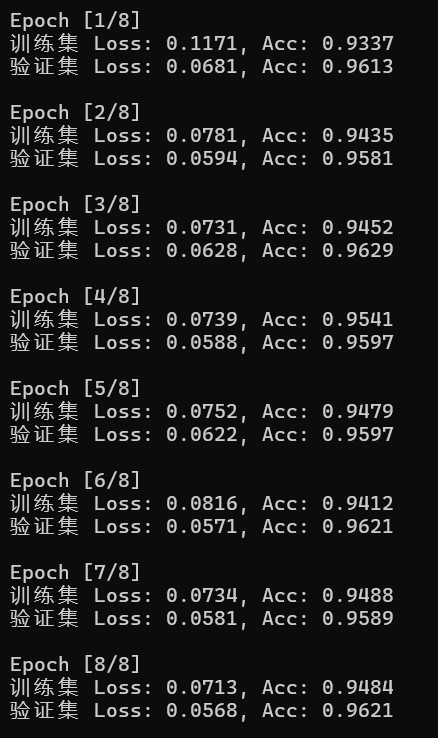 Epoch [1/8]
训练集 Loss: 0.1171, Acc: 0.9337
验证集 Loss: 0.0681, Acc: 0.9613
Epoch [2/8]
训练集 Loss: 0.0781, Acc: 0.9435
验证集 Loss: 0.0594, Acc: 0.9581
Epoch [3/8]
训练集 Loss: 0.0731, Acc: 0.9452
验证集 Loss: 0.0628, Acc: 0.9629
Epoch [4/8]
训练集 Loss: 0.0739, Acc: 0.9541
验证集 Loss: 0.0588, Acc: 0.9597
Epoch [5/8]
训练集 Loss: 0.0752, Acc: 0.9479
验证集 Loss: 0.0622, Acc: 0.9597
Epoch [6/8]
训练集 Loss: 0.0816, Acc: 0.9412
验证集 Loss: 0.0571, Acc: 0.9621
Epoch [7/8]
训练集 Loss: 0.0734, Acc: 0.9488
验证集 Loss: 0.0581, Acc: 0.9589
Epoch [8/8]
训练集 Loss: 0.0713, Acc: 0.9484
验证集 Loss: 0.0568, Acc: 0.9621